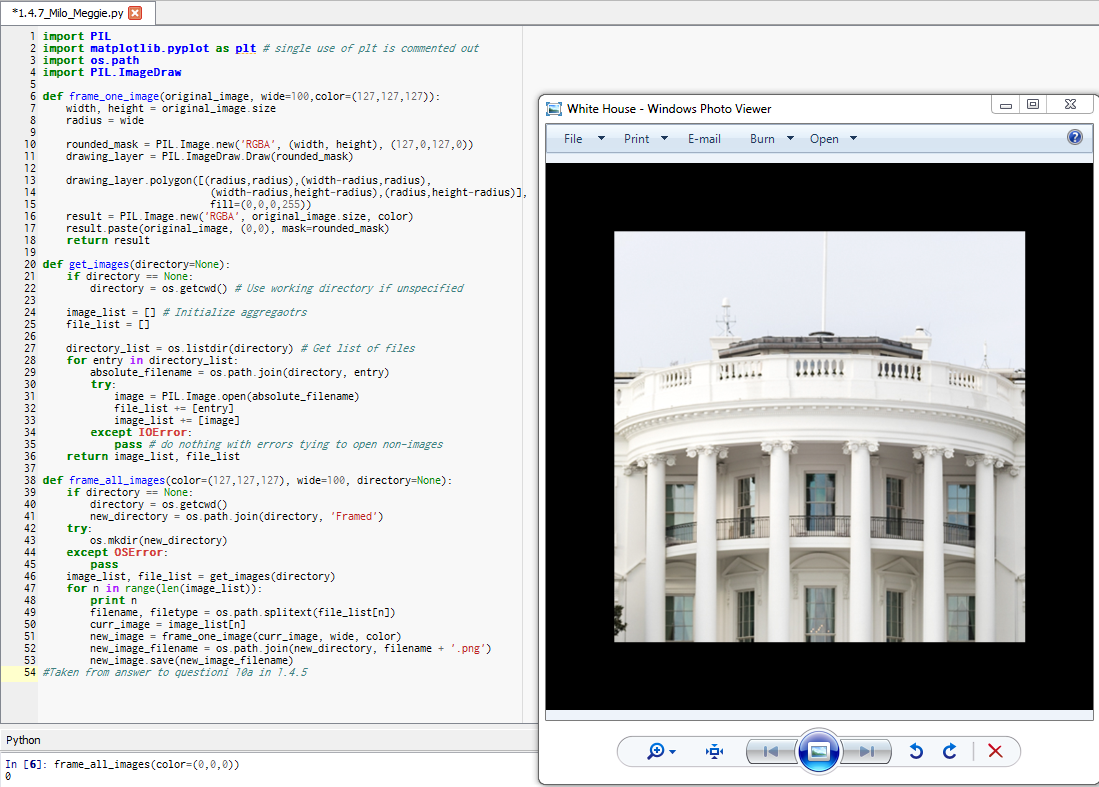 *1.4.7_Milo_Meggie.py
1 import PIL
2 import matplotlib.pyplot as plt # single use of plt is commented out
3 import os.path
4 import PIL.ImageDraw
5
6 def frame_one_image(original_image, wide=100,color=(127,127,127)):
7     width, height = original_image.size
8     radius = wide
9
10     rounded_mask = PIL.Image.new('RGBA', (width, height), (127,0,127,0))
11     drawing_layer = PIL.ImageDraw.Draw(rounded_mask)
12
13     drawing_layer.polygon([(radius,radius),(width-radius,radius),
14                            (width-radius,height-radius),(radius,height-radius)],
15                            fill=(0,0,0,255))
16     result = PIL.Image.new('RGBA', original_image.size, color)
17     result.paste(original_image, (0,0), mask=rounded_mask)
18     return result
19
20 def get_images(directory=None):
21     if directory == None:
22         directory = os.getcwd() # Use working directory if unspecified
23
24     image_list = [] # Initialize aggregaotrs
25     file_list = []
26
27     directory_list = os.listdir(directory) # Get list of files
28     for entry in directory_list:
29         absolute_filename = os.path.join(directory, entry)
30         try:
31             image = PIL.Image.open(absolute_filename)
32             file_list += [entry]
33             image_list += [image]
34         except IOError:
35             pass # do nothing with errors tying to open non-images
36     return image_list, file_list
37
38 def frame_all_images(color=(127,127,127), wide=100, directory=None):
39     if directory == None:
40         directory = os.getcwd()
41         new_directory = os.path.join(directory, 'Framed')
42     try:
43         os.mkdir(new_directory)
44     except OSError:
45         pass
46     image_list, file_list = get_images(directory)
47     for n in range(len(image_list)):
48         print n
49         filename, filetype = os.path.splitext(file_list[n])
50         curr_image = image_list[n]
51         new_image = frame_one_image(curr_image, wide, color)
52         new_image_filename = os.path.join(new_directory, filename + '.png')
53         new_image.save(new_image_filename)
54 #Taken from answer to questioni 10a in 1.4.5
Python
In [6]: frame_all_images(color=(0,0,0))
0
White House - Windows Photo Viewer
File Print E-mail Burn Open ?